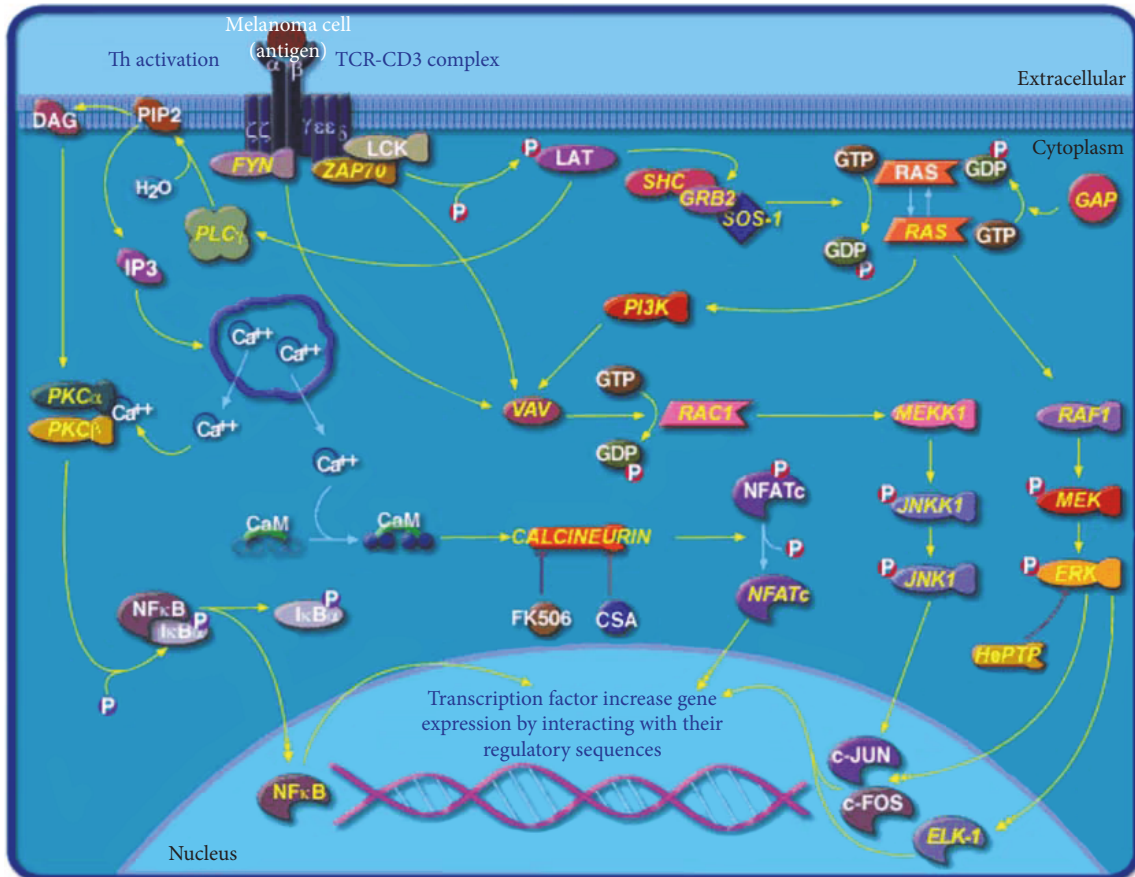 Melanoma cell
(antigen)
Th activation
TCR-CD3 complex
Extracellular
α β
DAG
PIP2
ζζ
γεε δ
LCK
FYN
ZAP70
P
LAT
GTP
RAS
P
GDP
Cytoplasm
H2O
P
SHC
GRB2
SOS-1
GAP
PLCγ
GDP
P
RAS
GTP
IP3
PI3K
Ca++
Ca++
GTP
PKCα
Ca++
PKCβ
Ca++
VAV
RAC1
MEKK1
RAF1
GDP
P
Ca++
P
NFATc
P
JNKK1
P
MEK
CaM
CaM
CALCINEURIN
P
P
JNK1
P
ERK
NFκB
P
IκBα
P
IκBα
FK506
CSA
NFATc
HePTP
P
Transcription factor increase gene
expression by interacting with their
regulatory sequences
c-JUN
NFκB
c-FOS
ELK-1
Nucleus